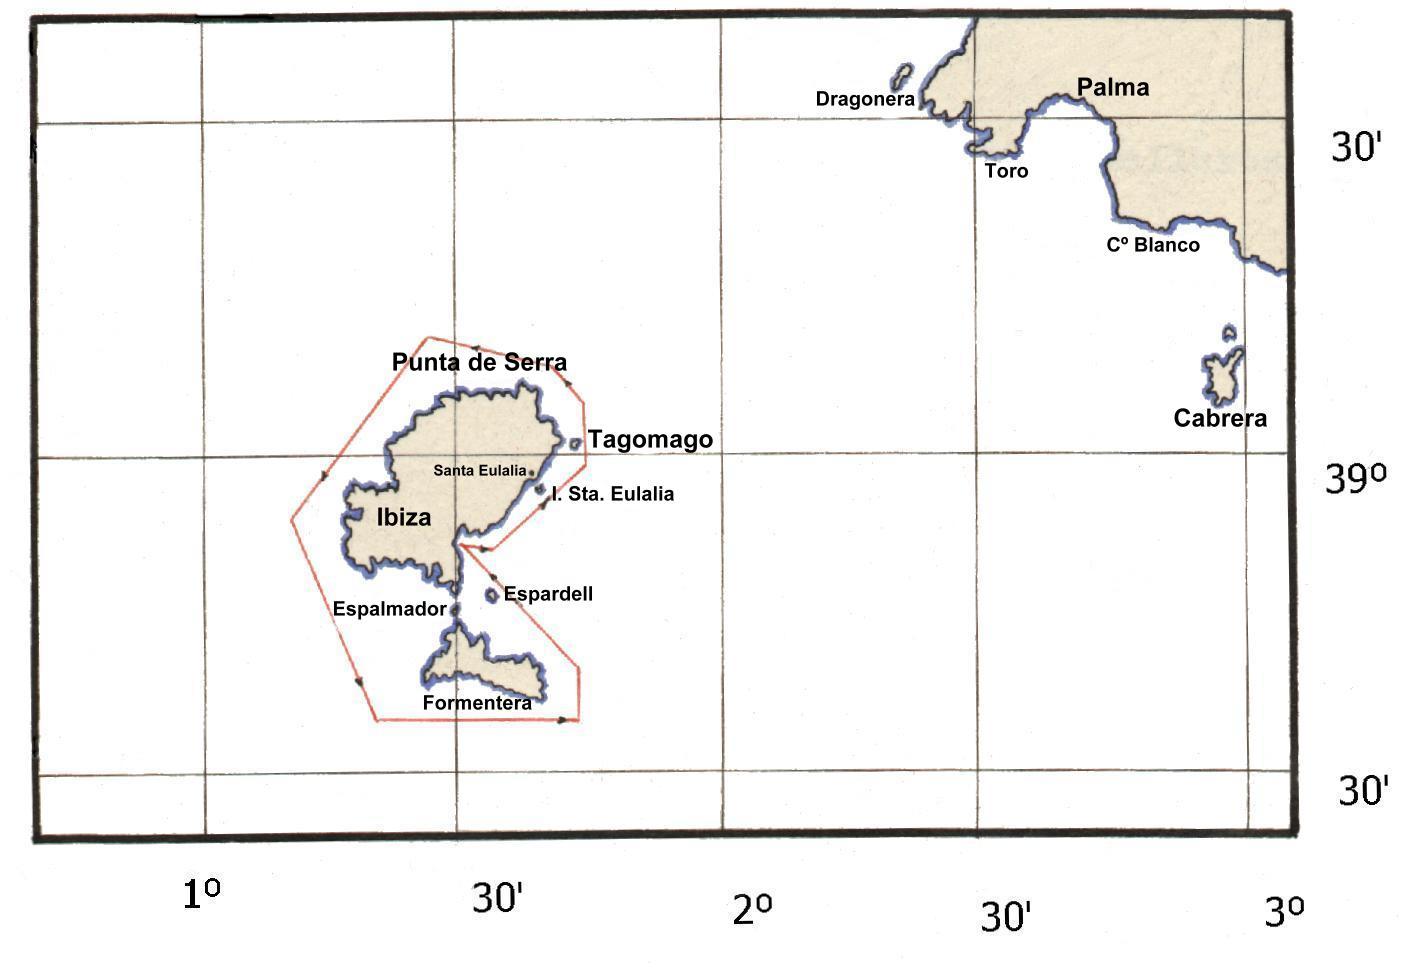 Palma
Dragonera
30'
Toro
Cº Blanco
Punta de Serra
Cabrera
Tagomago
Santa Eulalia
39º
I. Sta. Eulalia
Ibiza
Espardell
Espalmador
Formentera
30'
1º
30'
2º
30'
3º